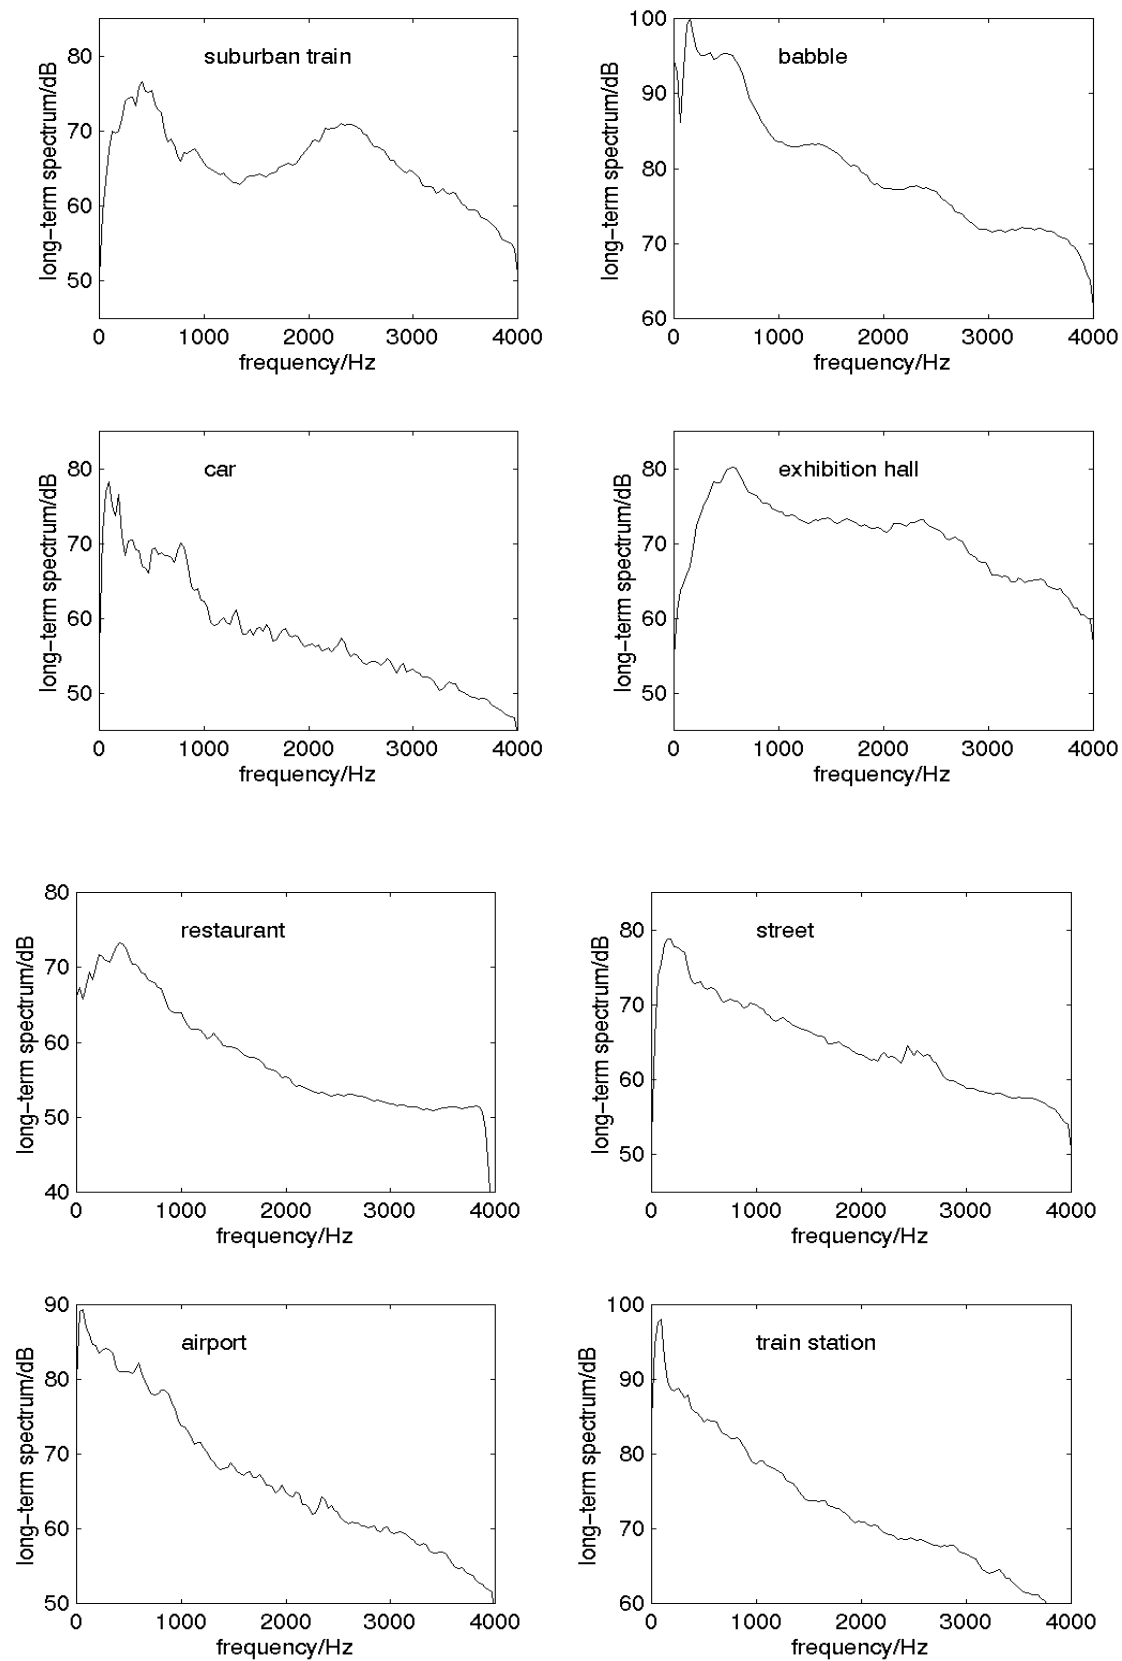 suburban train
80
70
60
50
long-term spectrum/dB
0 1000 2000 3000 4000
frequency/Hz
babble
100
90
80
70
60
long-term spectrum/dB
0 1000 2000 3000 4000
frequency/Hz
car
80
70
60
50
long-term spectrum/dB
0 1000 2000 3000 4000
frequency/Hz
exhibition hall
80
70
60
50
long-term spectrum/dB
0 1000 2000 3000 4000
frequency/Hz
restaurant
80
70
60
50
40
long-term spectrum/dB
0 1000 2000 3000 4000
frequency/Hz
street
80
70
60
50
long-term spectrum/dB
0 1000 2000 3000 4000
frequency/Hz
airport
90
80
70
60
50
long-term spectrum/dB
0 1000 2000 3000 4000
frequency/Hz
train station
100
90
80
70
60
long-term spectrum/dB
0 1000 2000 3000 4000
frequency/Hz